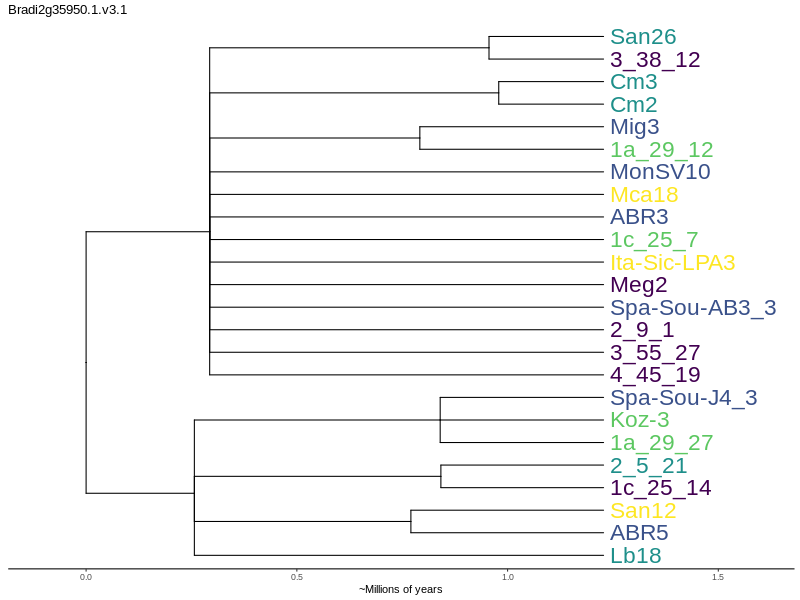 Bradi2g35950.1.v3.1
San26
3_38_12
Cm3
Cm2
Mig3
1a_29_12
MonSV10
Mca18
ABR3
1c_25_7
Ita-Sic-LPA3
Meg2
Spa-Sou-AB3_3
2_9_1
3_55_27
4_45_19
Spa-Sou-J4_3
Koz-3
1a_29_27
2_5_21
1c_25_14
San12
ABR5
Lb18
0.0 0.5 1.0 1.5
~Millions of years